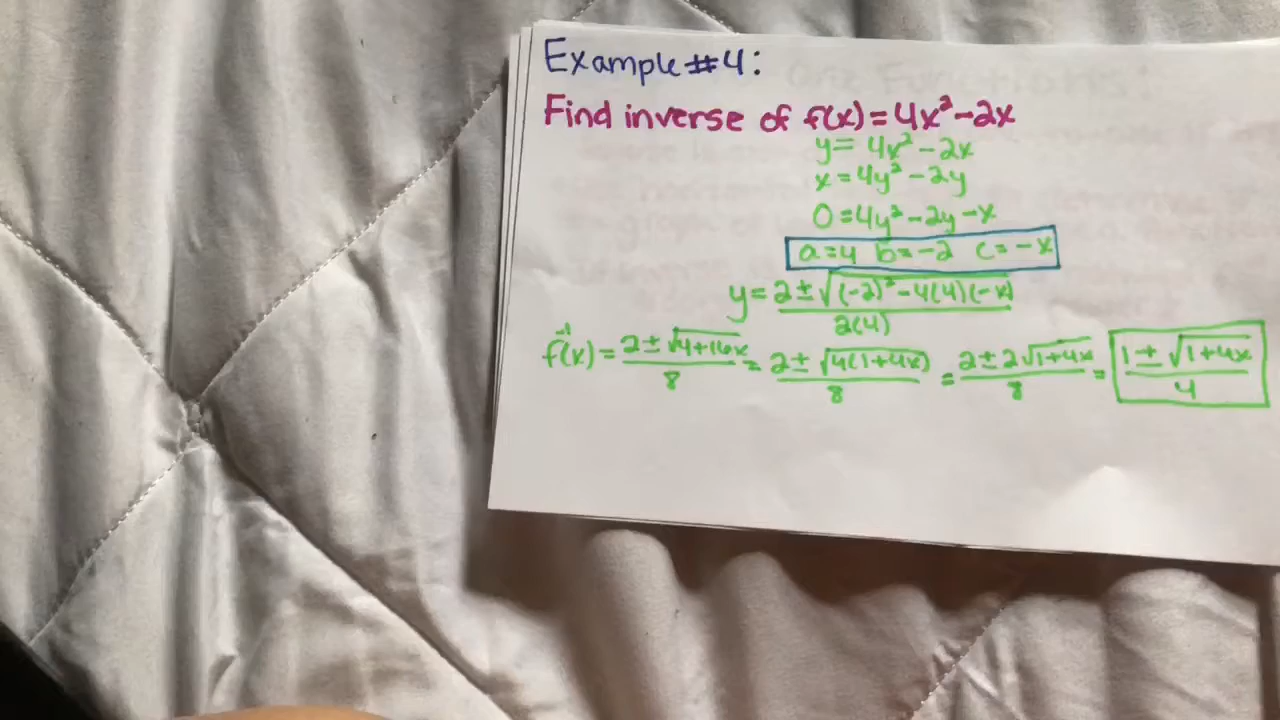 Example #4:
Find inverse of f(x) = 4x² - 2x
y = 4x² - 2x
x = 4y² - 2y
0 = 4y² - 2y - x
a = 4 b = -2 c = -x
y = 2 ± √(-2)² - 4(4)(-x) / 2(4)
f⁻¹(x) = 2 ± √4 + 16x / 8 = 2 ± √4(1 + 4x) / 8 = 2 ± 2√1 + 4x / 8 = 1 ± √1 + 4x / 4